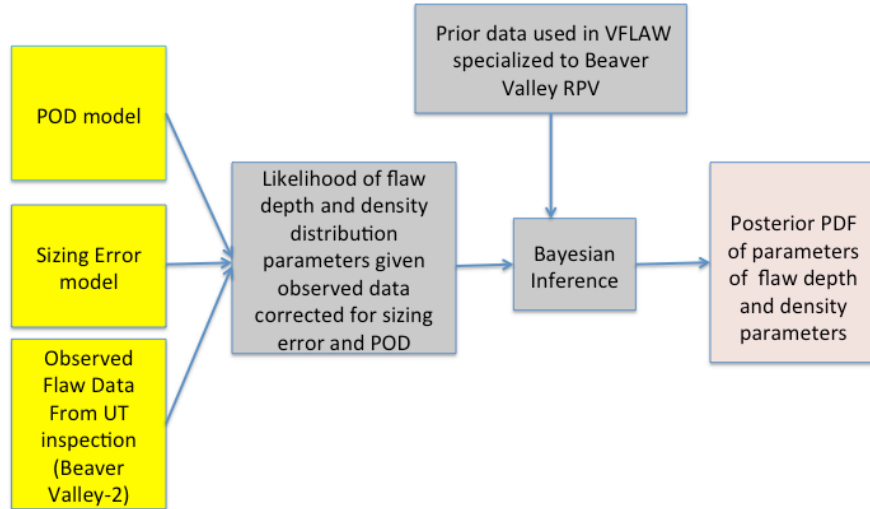 POD model
Sizing Error
model
Observed
Flaw Data
From UT
inspection
(Beaver
Valley-2)
Likelihood of flaw
depth and density
distribution
parameters given
observed data
corrected for sizing
error and POD
Prior data used in VFLAW
specialized to Beaver
Valley RPV
Bayesian
Inference
Posterior PDF
of parameters
of flaw depth
and density
parameters